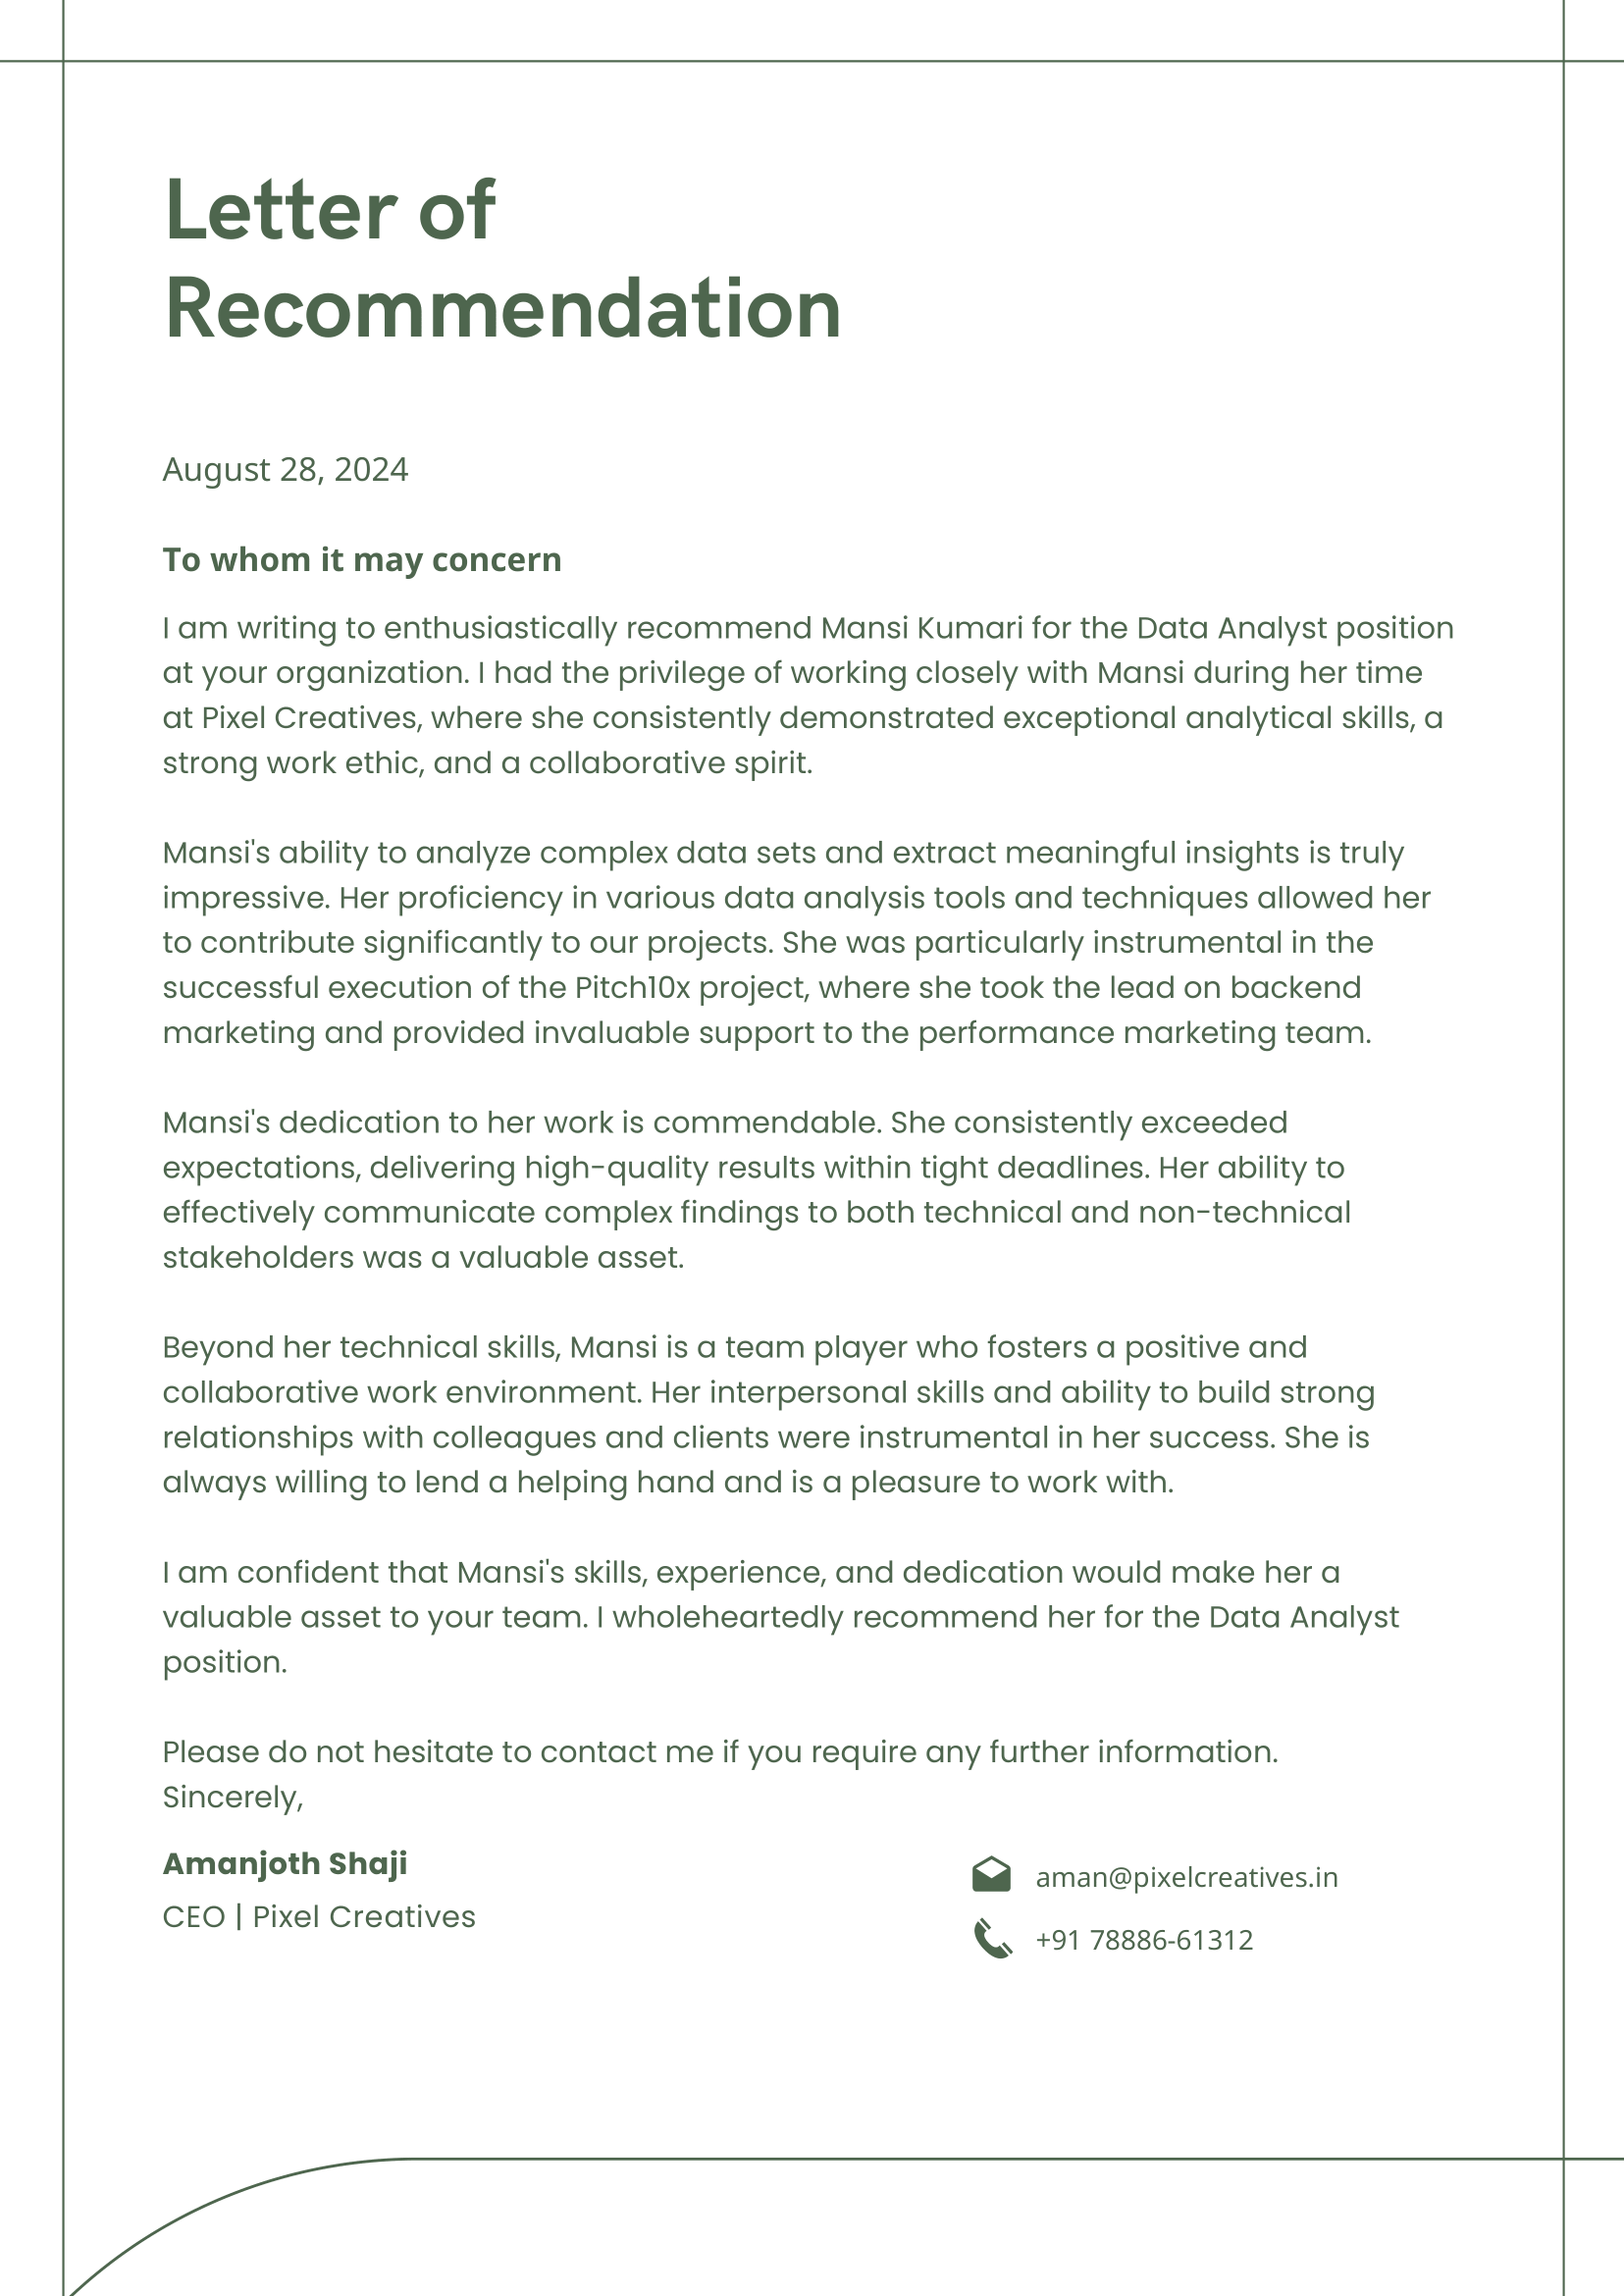 Letter of
Recommendation
August 28, 2024
To whom it may concern
I am writing to enthusiastically recommend Mansi Kumari for the Data Analyst position
at your organization. I had the privilege of working closely with Mansi during her time
at Pixel Creatives, where she consistently demonstrated exceptional analytical skills, a
strong work ethic, and a collaborative spirit.
Mansi's ability to analyze complex data sets and extract meaningful insights is truly
impressive. Her proficiency in various data analysis tools and techniques allowed her
to contribute significantly to our projects. She was particularly instrumental in the
successful execution of the Pitch10x project, where she took the lead on backend
marketing and provided invaluable support to the performance marketing team.
Mansi's dedication to her work is commendable. She consistently exceeded
expectations, delivering high-quality results within tight deadlines. Her ability to
effectively communicate complex findings to both technical and non-technical
stakeholders was a valuable asset.
Beyond her technical skills, Mansi is a team player who fosters a positive and
collaborative work environment. Her interpersonal skills and ability to build strong
relationships with colleagues and clients were instrumental in her success. She is
always willing to lend a helping hand and is a pleasure to work with.
I am confident that Mansi's skills, experience, and dedication would make her a
valuable asset to your team. I wholeheartedly recommend her for the Data Analyst
position.
Please do not hesitate to contact me if you require any further information.
Sincerely,
Amanjoth Shaji
CEO | Pixel Creatives
aman@pixelcreatives.in
+91 78886-61312